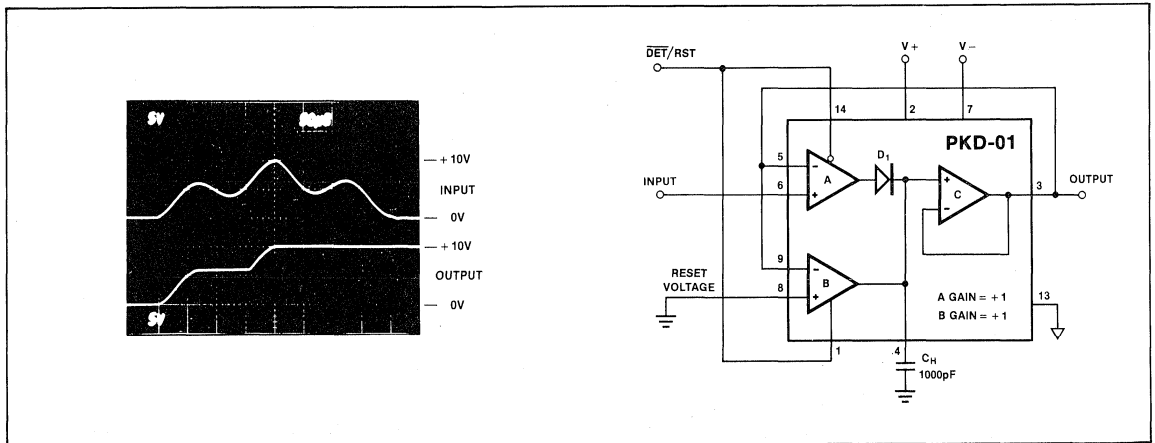 5V
50µS
+10V
INPUT
0V
+10V
OUTPUT
0V
5V
DET/RST
V+
V−
14
2
7
PKD-01
5
−
A
D1
+
C
3
OUTPUT
INPUT
6
+
−
9
−
RESET
VOLTAGE
B
8
+
A GAIN = +1
B GAIN = +1
13
1
4
CH
1000pF